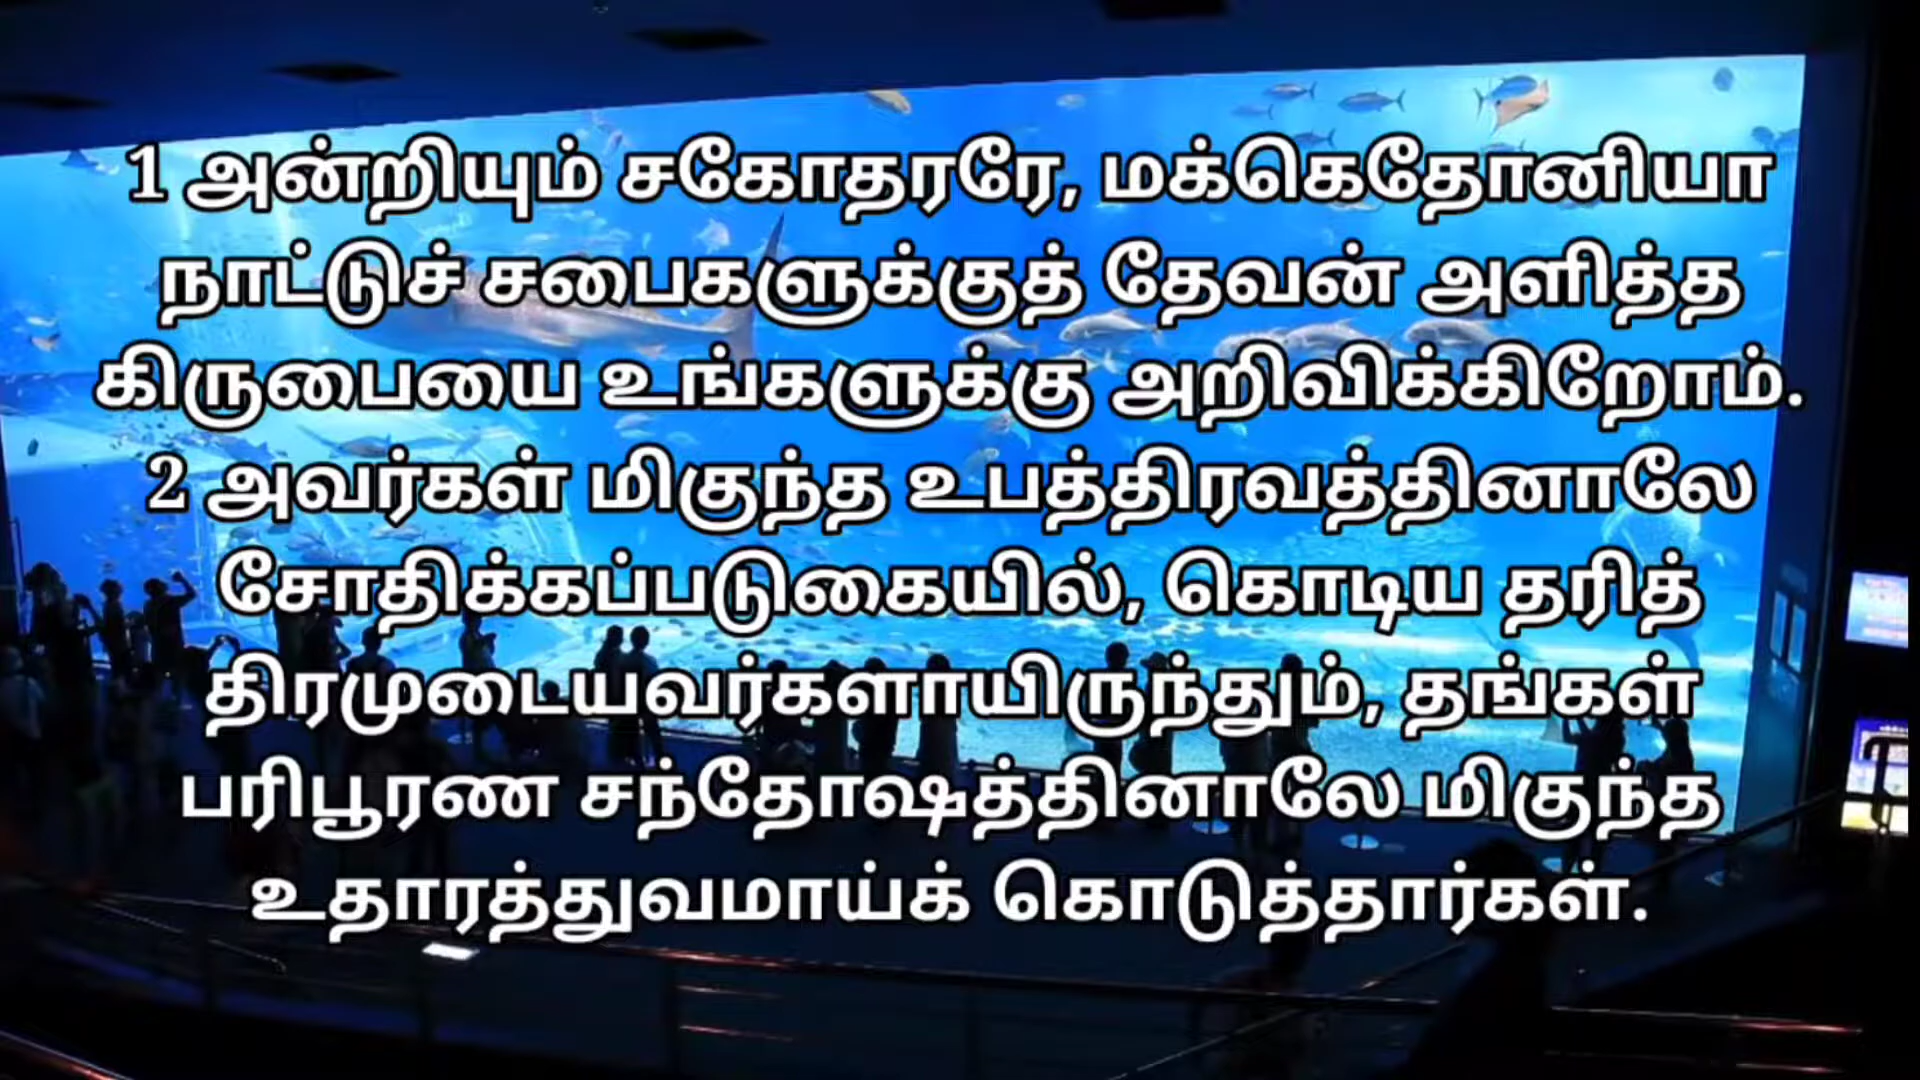 1 அன்றியும் சகோதரரே, மக்கெதோனியா
நாட்டுச் சபைகளுக்குத் தேவன் அளித்த
கிருபையை உங்களுக்கு அறிவிக்கிறோம்.
2 அவர்கள் மிகுந்த உபத்திரவத்தினாலே
சோதிக்கப்படுகையில், கொடிய தரித்
திரமுடையவர்களாயிருந்தும், தங்கள்
பரிபூரண சந்தோஷத்தினாலே மிகுந்த
உதாரத்துவமாய்க் கொடுத்தார்கள்.